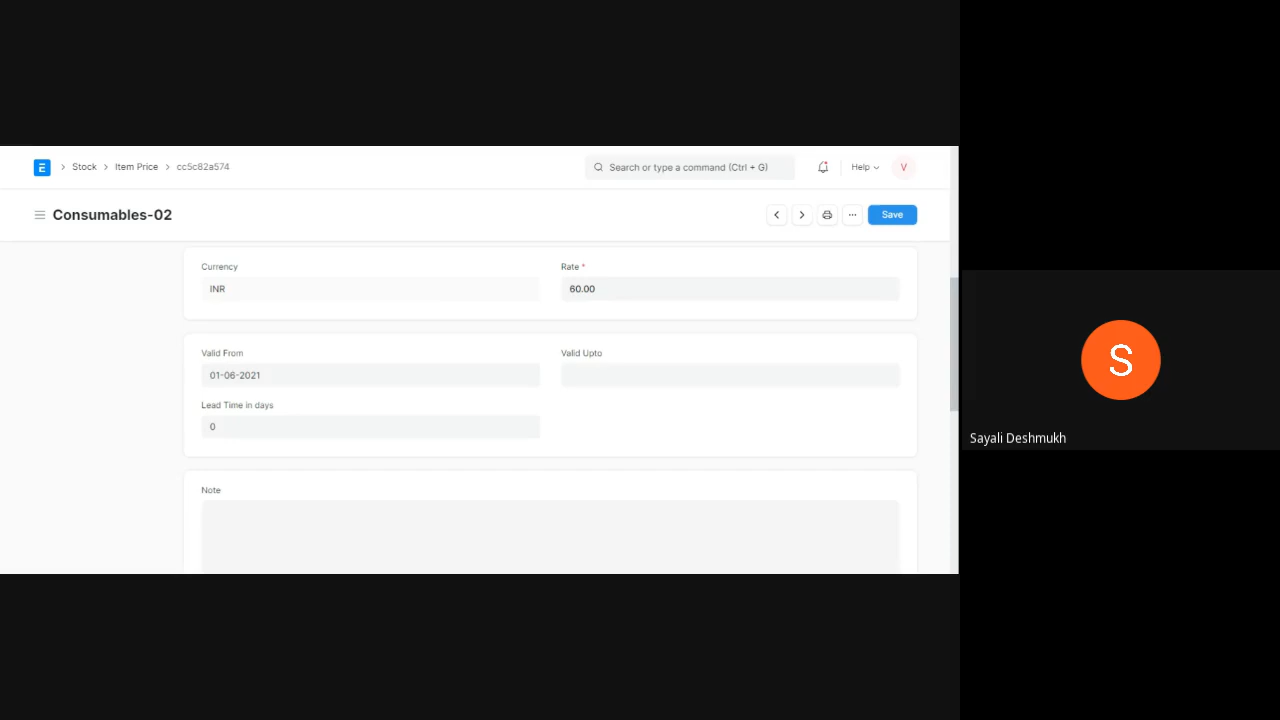 E > Stock > Item Price > cc5c82a574
Search or type a command (Ctrl + G)
Help
V
Consumables-02
Save
Currency
Rate *
INR
60.00
Valid From
Valid Upto
01-06-2021
Lead Time in days
0
Note
S
Sayali Deshmukh